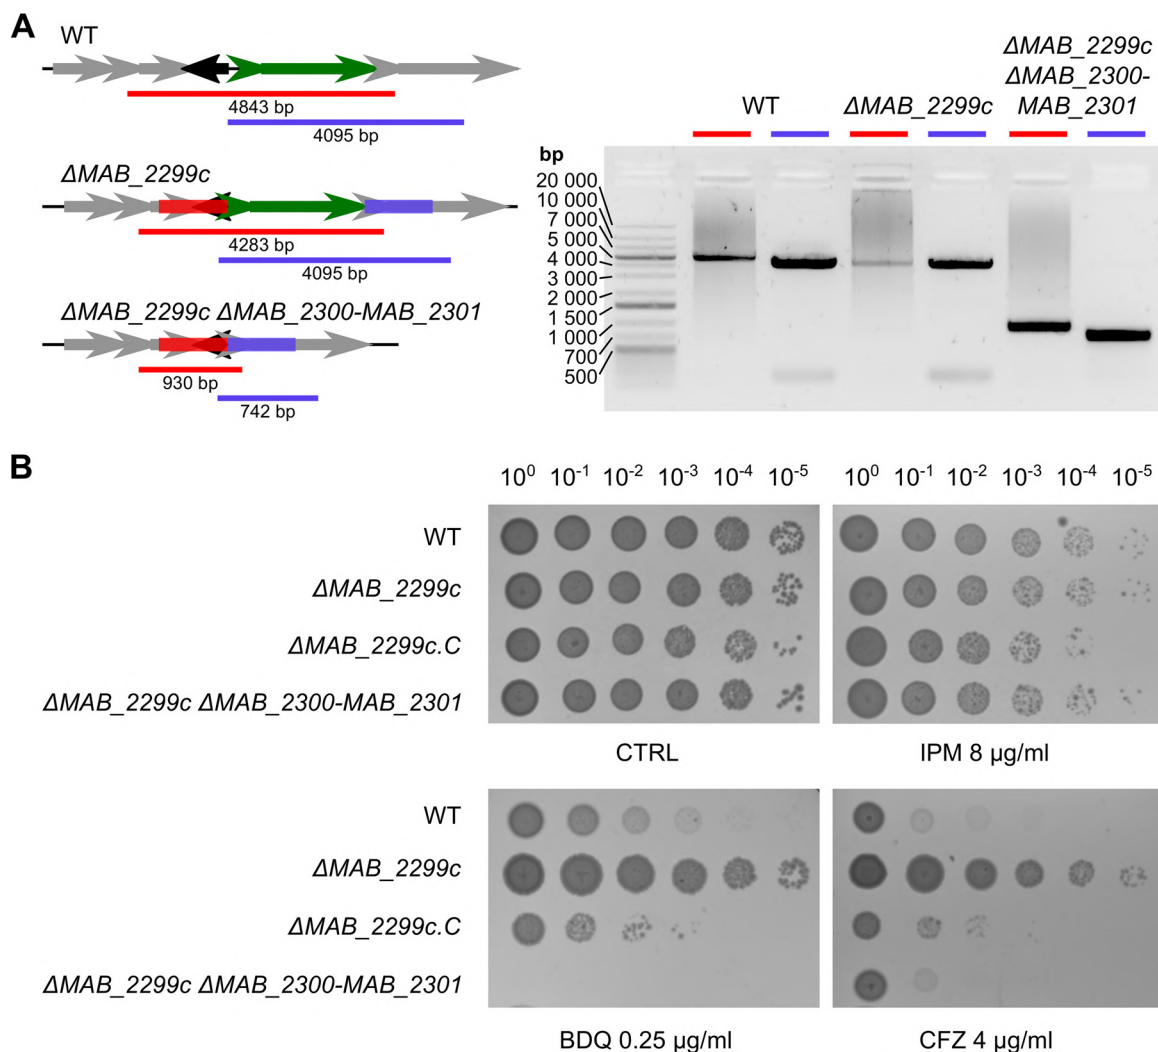 A
WT
4843 bp
4095 bp
ΔMAB_2299c
4283 bp
4095 bp
ΔMAB_2299c ΔMAB_2300-MAB_2301
930 bp
742 bp
WT
ΔMAB_2299c
ΔMAB_2299c
ΔMAB_2300-
MAB_2301
bp
20 000
10 000
7 000
5 000
4 000
3 000
2 000
1 500
1 000
700
500
B
10⁰ 10⁻¹ 10⁻² 10⁻³ 10⁻⁴ 10⁻⁵
10⁰ 10⁻¹ 10⁻² 10⁻³ 10⁻⁴ 10⁻⁵
WT
ΔMAB_2299c
ΔMAB_2299c.C
ΔMAB_2299c ΔMAB_2300-MAB_2301
CTRL
IPM 8 µg/ml
WT
ΔMAB_2299c
ΔMAB_2299c.C
ΔMAB_2299c ΔMAB_2300-MAB_2301
BDQ 0.25 µg/ml
CFZ 4 µg/ml